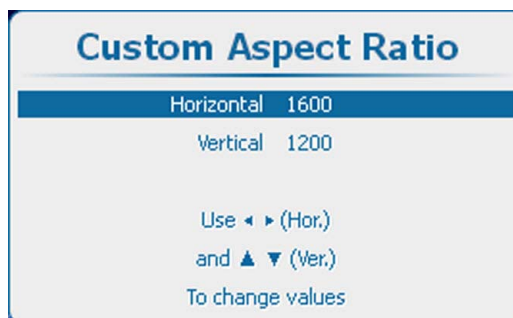 Custom Aspect Ratio
Horizontal 1600
Vertical 1200
Use ◂ ▸ (Hor.)
and ▲ ▼ (Ver.)
To change values